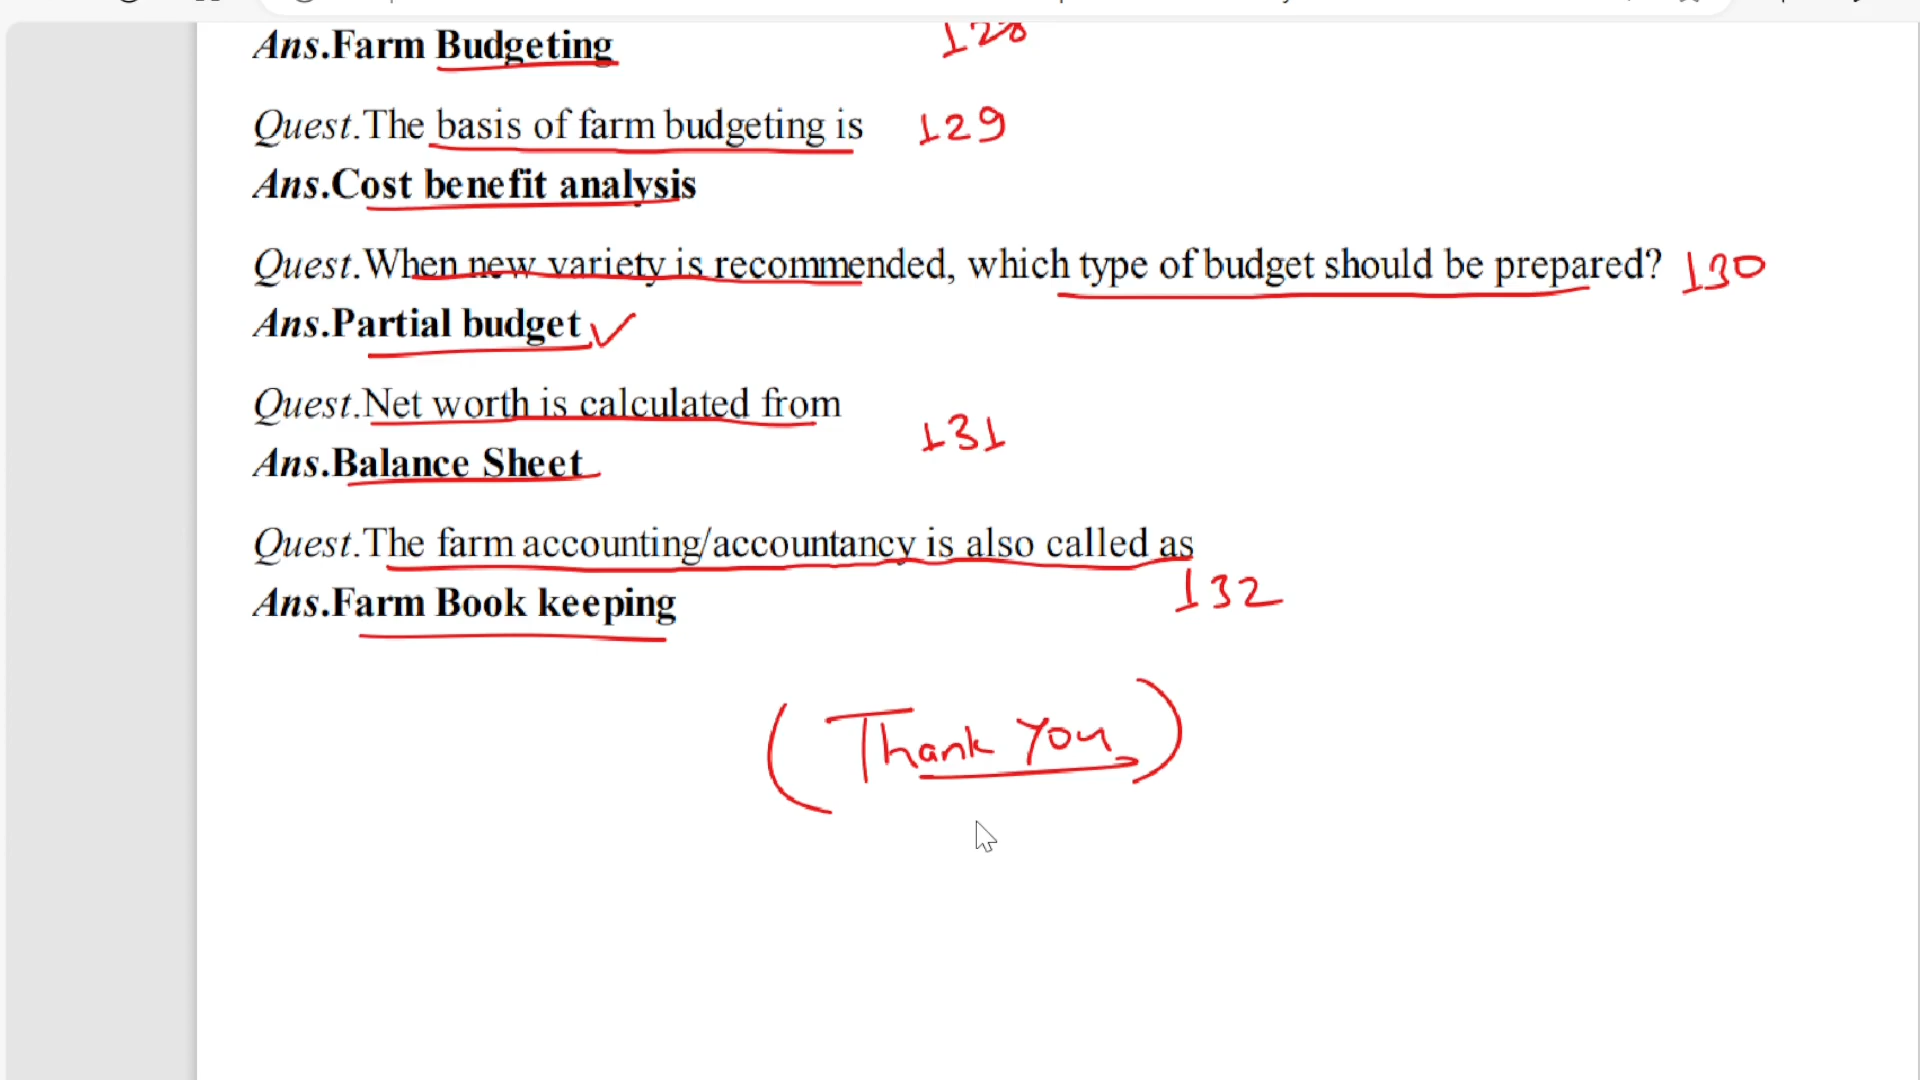 Ans.Farm Budgeting 128
Quest.The basis of farm budgeting is 129
Ans.Cost benefit analysis
Quest.When new variety is recommended, which type of budget should be prepared? 130
Ans.Partial budget
Quest.Net worth is calculated from
131
Ans.Balance Sheet
Quest.The farm accounting/accountancy is also called as
132
Ans.Farm Book keeping
(Thank You)